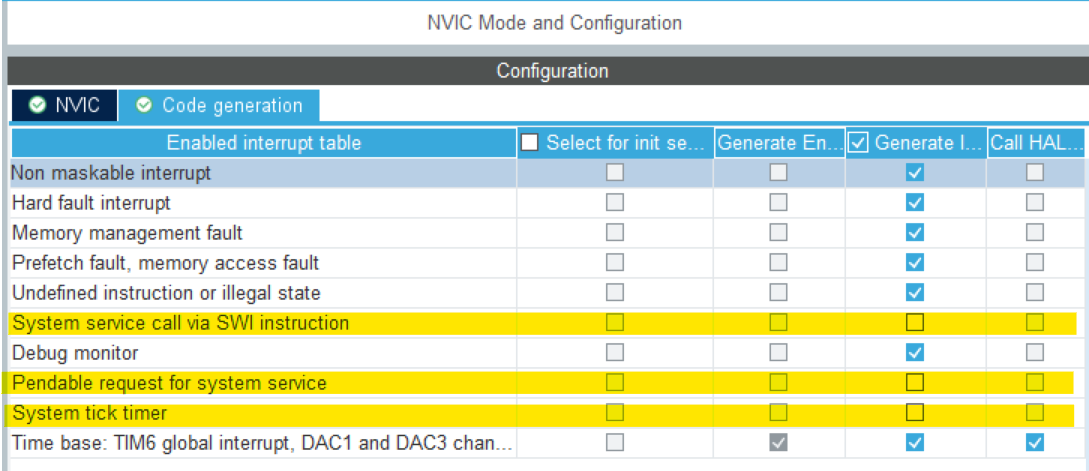 NVIC Mode and Configuration
Configuration
NVIC Code generation
Enabled interrupt table Select for init se... Generate En... Generate I... Call HAL...
Non maskable interrupt
Hard fault interrupt
Memory management fault
Prefetch fault, memory access fault
Undefined instruction or illegal state
System service call via SWI instruction
Debug monitor
Pendable request for system service
System tick timer
Time base: TIM6 global interrupt, DAC1 and DAC3 chan...